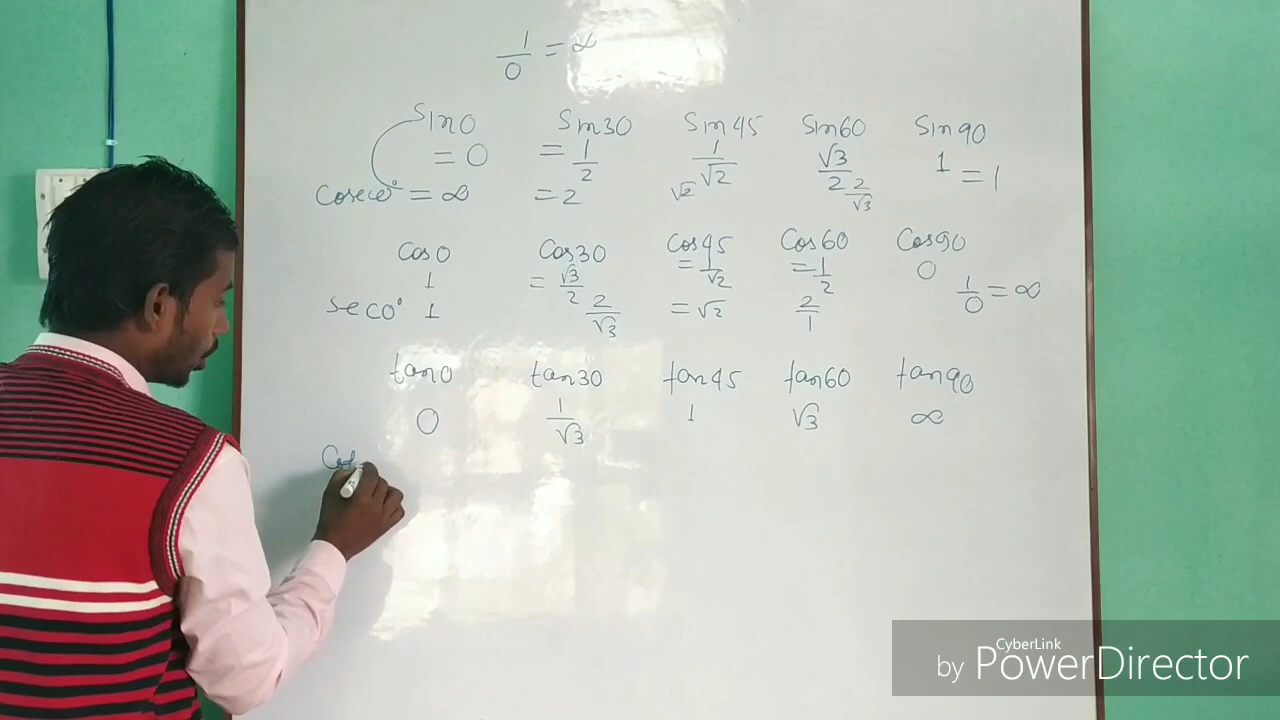 1/0 = ∞
Sin0 Sin30 Sin45 Sin60 Sin90
= 0 = 1/2 1/√2 √3/2 1 = 1
Cosec0° = ∞ = 2 √2 2/√3
Cos0 Cos30 Cos45 Cos60 Cos90
1 = √3/2 = 1/√2 = 1/2 0
Sec0° 1 2/√3 = √2 2/1 1/0 = ∞
tan0 tan30 tan45 tan60 tan90
0 1/√3 1 √3 ∞
CyberLink
by PowerDirector